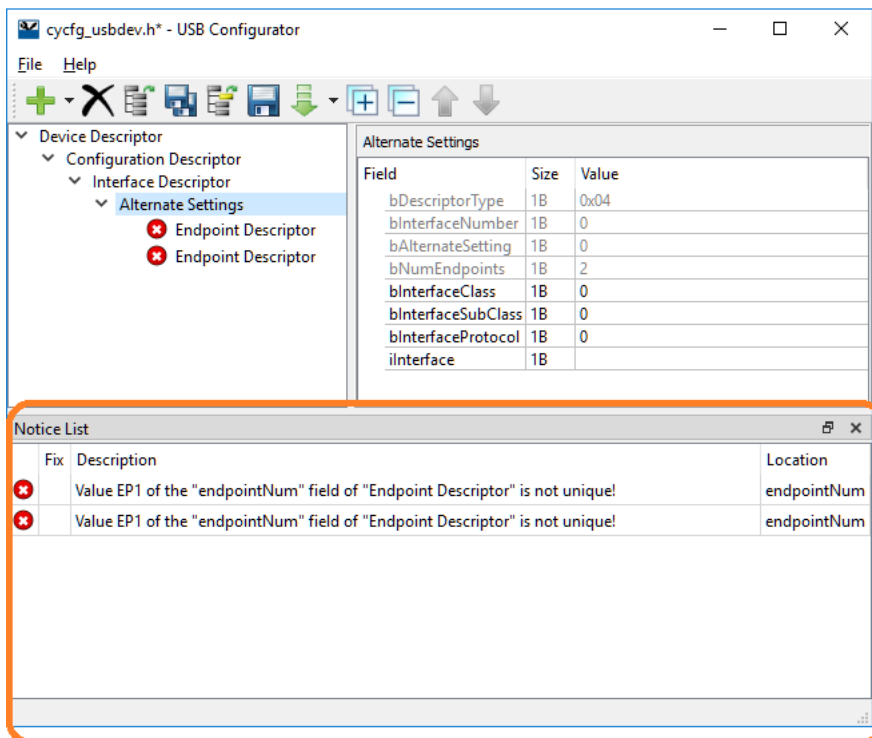 cycfg_usbdev.h* - USB Configurator
File Help
Device Descriptor
Configuration Descriptor
Interface Descriptor
Alternate Settings
Endpoint Descriptor
Endpoint Descriptor
Alternate Settings
Field Size Value
bDescriptorType 1B 0x04
bInterfaceNumber 1B 0
bAlternateSetting 1B 0
bNumEndpoints 1B 2
bInterfaceClass 1B 0
bInterfaceSubClass 1B 0
bInterfaceProtocol 1B 0
iInterface 1B
Notice List
Fix Description Location
Value EP1 of the "endpointNum" field of "Endpoint Descriptor" is not unique! endpointNum
Value EP1 of the "endpointNum" field of "Endpoint Descriptor" is not unique! endpointNum